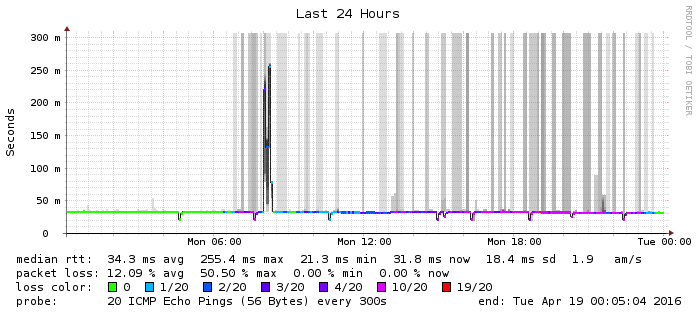 Last 24 Hours
RRDTOOL / TOBI OETIKER
Seconds
300 m
250 m
200 m
150 m
100 m
50 m
0
Mon 06:00 Mon 12:00 Mon 18:00 Tue 00:00
median rtt: 34.3 ms avg 255.4 ms max 21.3 ms min 31.8 ms now 18.4 ms sd 1.9 am/s
packet loss: 12.09 % avg 50.50 % max 0.00 % min 0.00 % now
loss color: 0 1/20 2/20 3/20 4/20 10/20 19/20
probe: 20 ICMP Echo Pings (56 Bytes) every 300s end: Tue Apr 19 00:05:04 2016